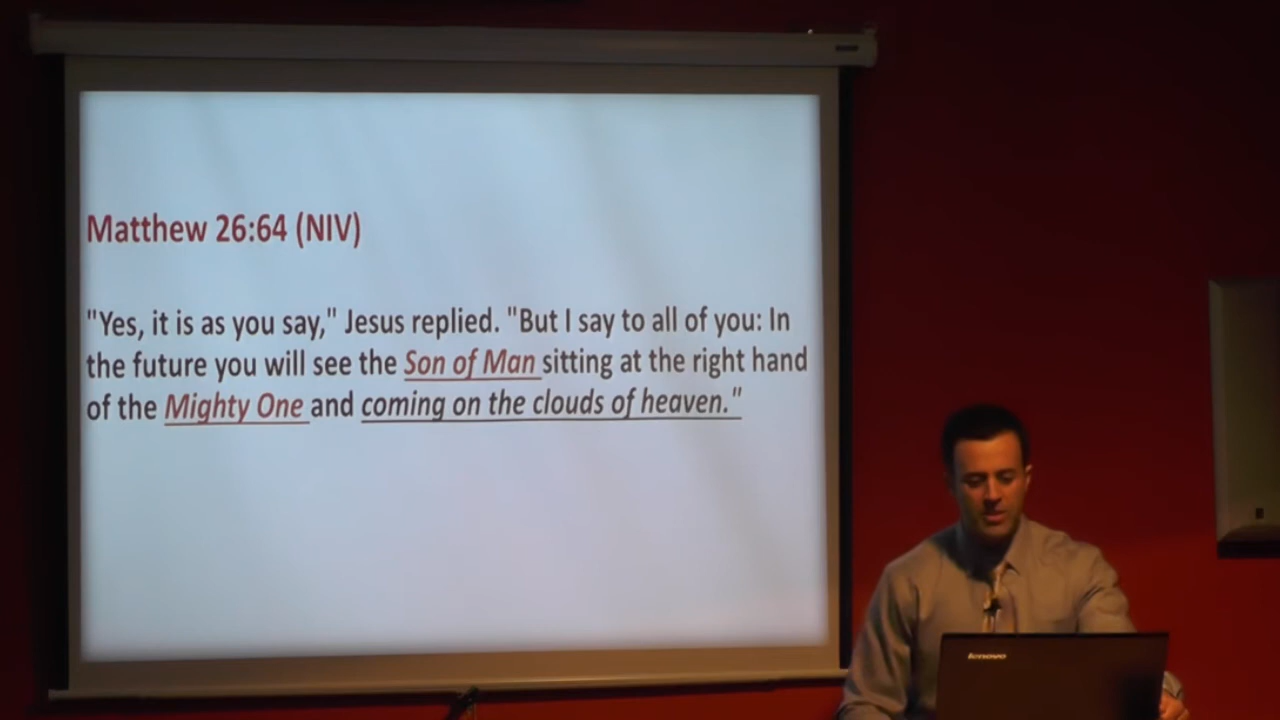 Matthew 26:64 (NIV)
"Yes, it is as you say," Jesus replied. "But I say to all of you: In
the future you will see the Son of Man sitting at the right hand
of the Mighty One and coming on the clouds of heaven."
lenovo